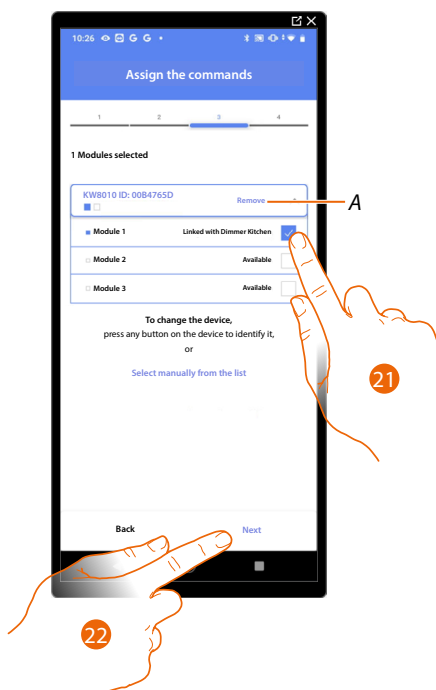 10:26 G G
Assign the commands
1 2 3 4
1 Modules selected
KW8010 ID: 00B4765D
Remove
A
Module 1 Linked with Dimmer Kitchen
Module 2 Available
Module 3 Available
To change the device,
press any button on the device to identify it,
or
Select manually from the list
21
Back Next
22